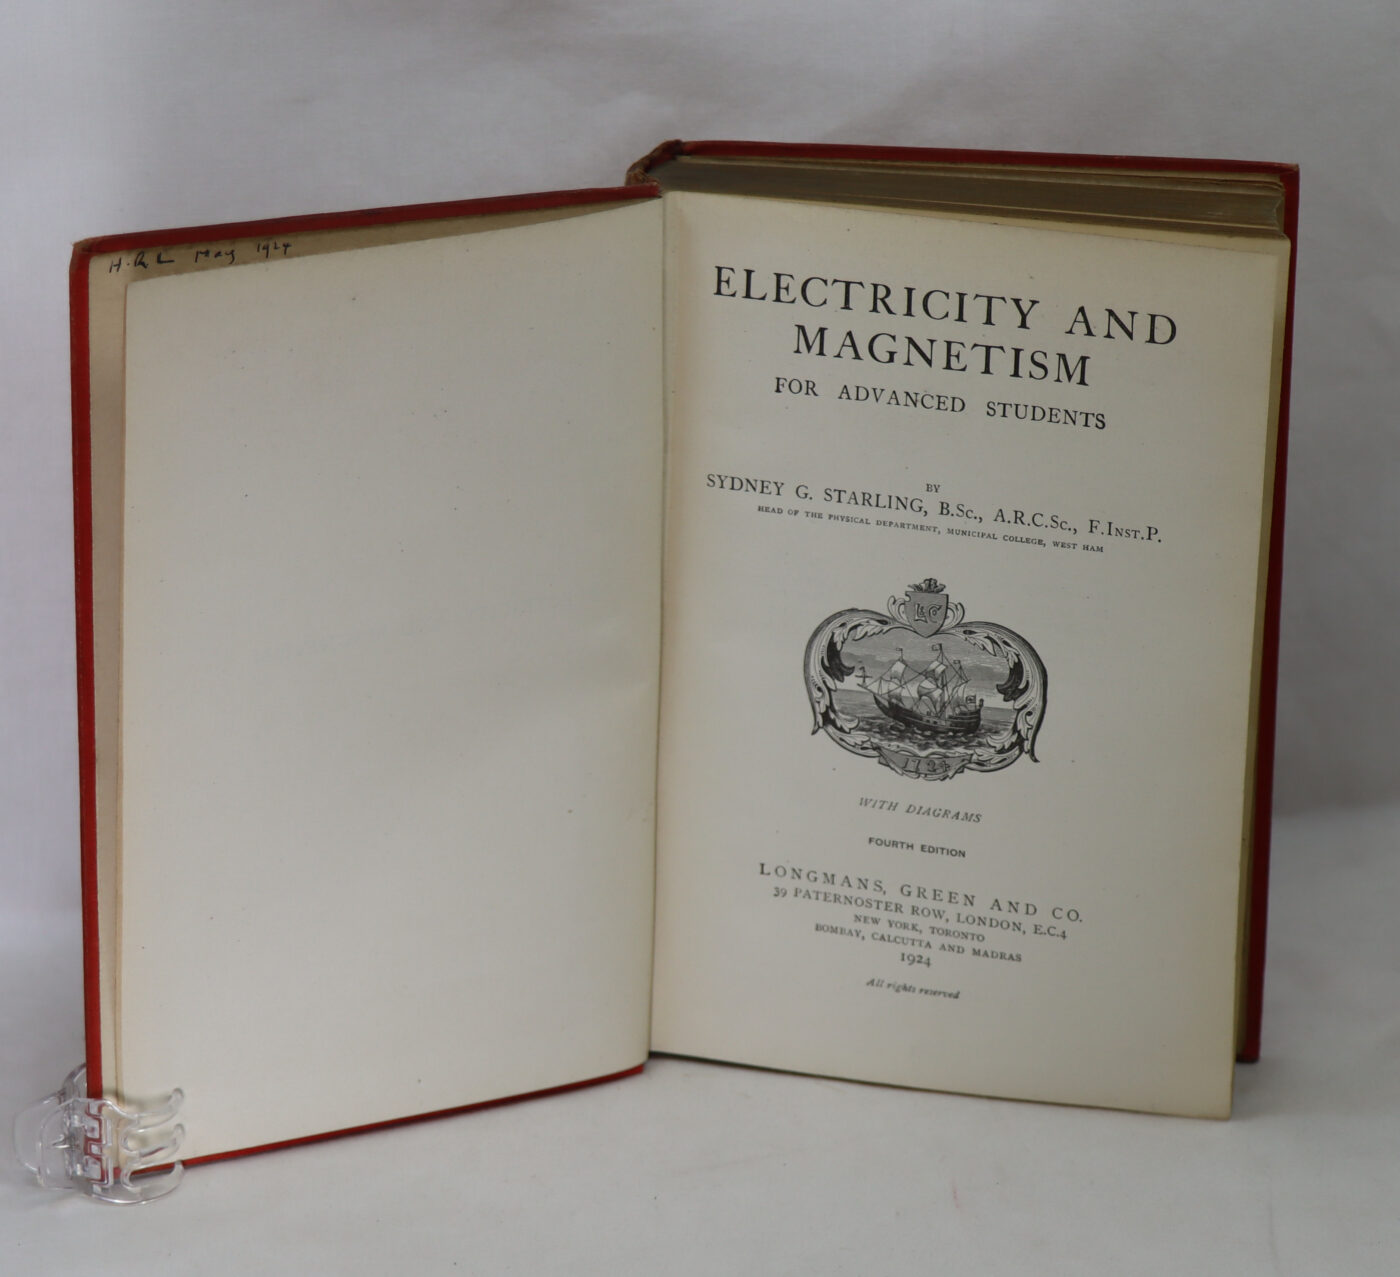 H. R L May 1924
ELECTRICITY AND
MAGNETISM
FOR ADVANCED STUDENTS
BY
SYDNEY G. STARLING, B.Sc., A.R.C.Sc., F.Inst.P.
HEAD OF THE PHYSICAL DEPARTMENT, MUNICIPAL COLLEGE, WEST HAM
1724
WITH DIAGRAMS
FOURTH EDITION
LONGMANS, GREEN AND CO.
39 PATERNOSTER ROW, LONDON, E.C.4
NEW YORK, TORONTO
BOMBAY, CALCUTTA AND MADRAS
1924
All rights reserved